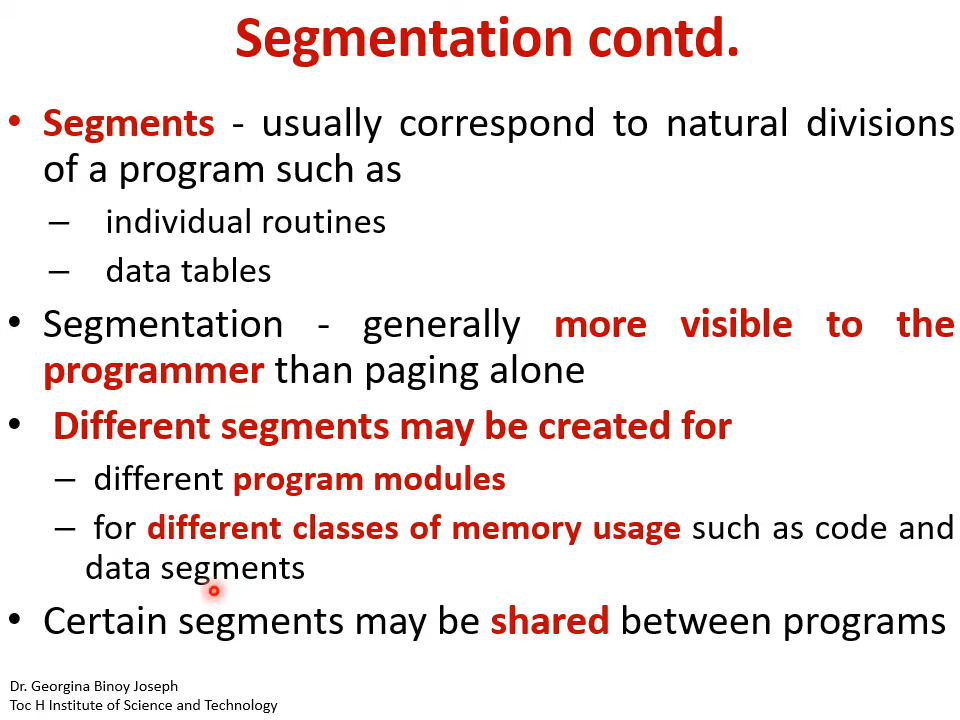 Segmentation contd.
• Segments - usually correspond to natural divisions
of a program such as
– individual routines
– data tables
• Segmentation - generally more visible to the
programmer than paging alone
• Different segments may be created for
– different program modules
– for different classes of memory usage such as code and
data segments
• Certain segments may be shared between programs
Dr. Georgina Binoy Joseph
Toc H Institute of Science and Technology